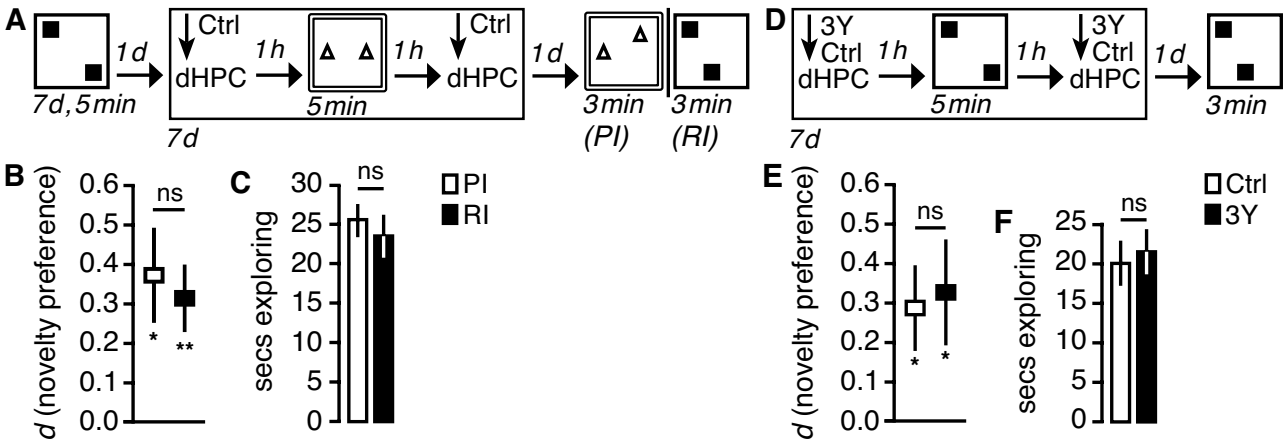 A
1d
Ctrl
dHPC
1h
1h
Ctrl
dHPC
1d
7d, 5min
5min
3min
(PI)
3min
(RI)
7d
D
3Y
Ctrl
dHPC
1h
1h
3Y
Ctrl
dHPC
1d
5min
3min
7d
B
d (novelty preference)
0.6
0.5
0.4
0.3
0.2
0.1
0.0
ns
*
**
C
secs exploring
30
25
20
15
10
5
0
ns
PI
RI
E
d (novelty preference)
0.6
0.5
0.4
0.3
0.2
0.1
0.0
ns
*
*
F
secs exploring
25
20
15
10
5
0
ns
Ctrl
3Y